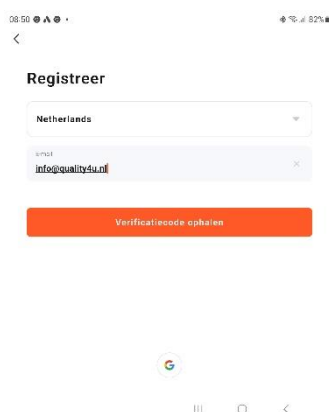 08:50
82%
Registreer
Netherlands
email
info@quality4u.nl
Verificatiecode ophalen
G